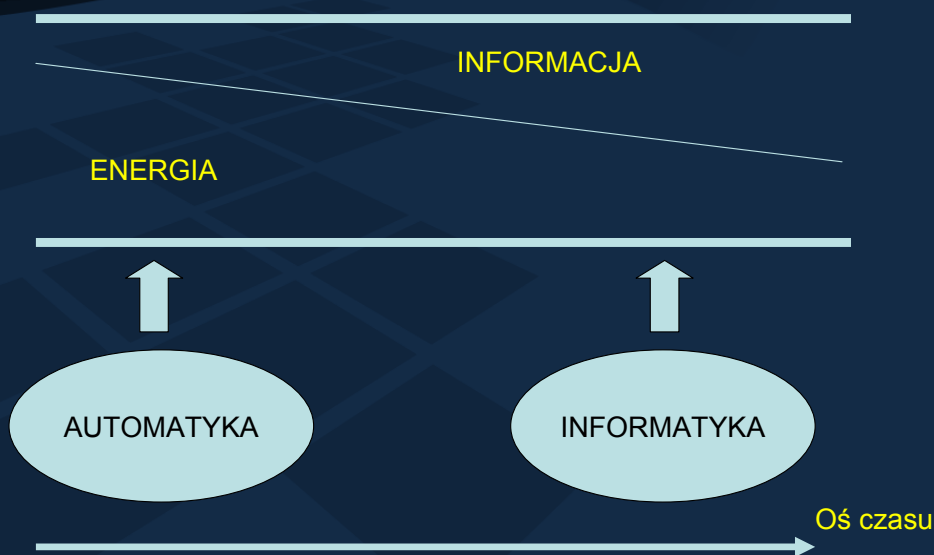 INFORMACJA
ENERGIA
AUTOMATYKA
INFORMATYKA
Oś czasu